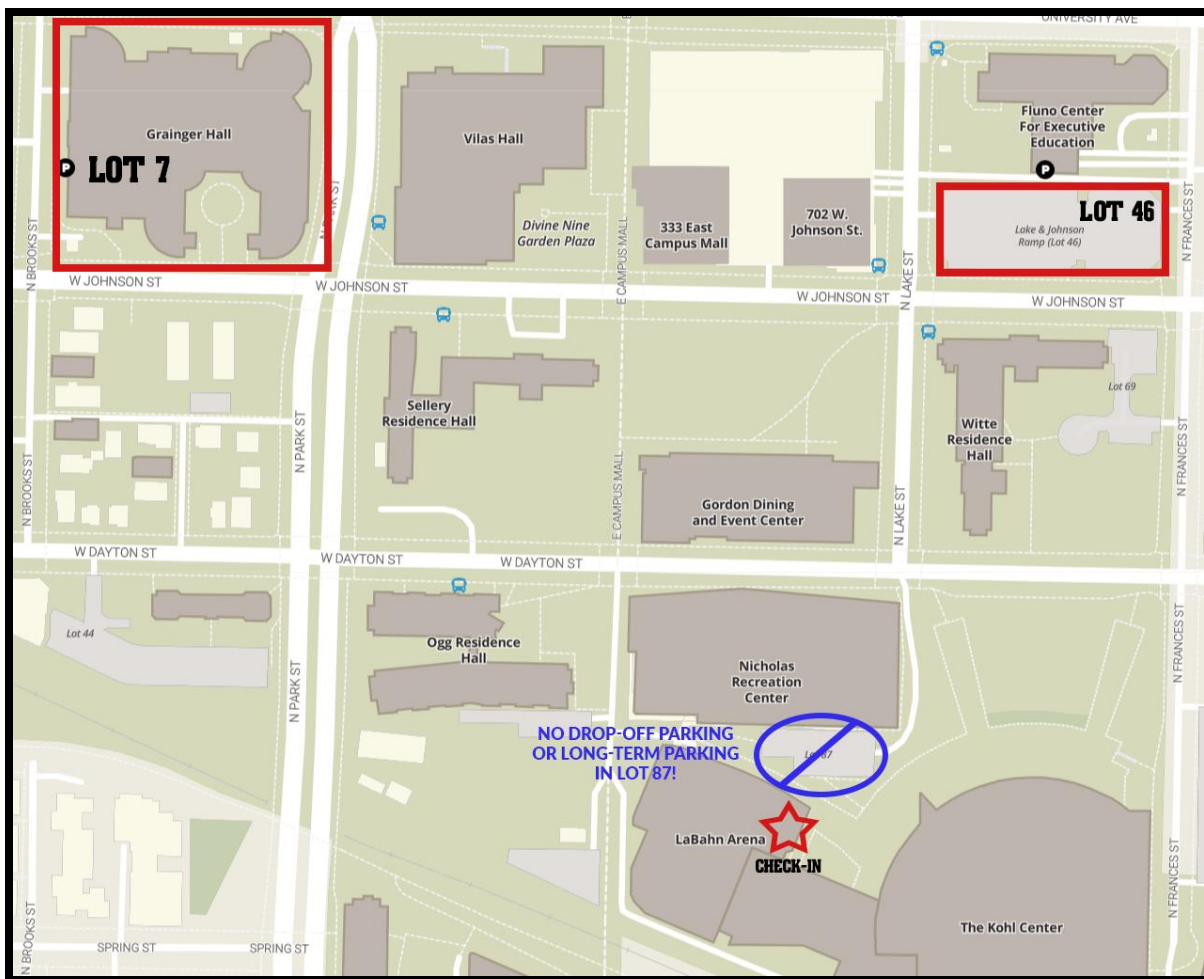 UNIVERSITY AVE
Grainger Hall
P LOT 7
Vilas Hall
Fluno Center
For Executive
Education
P
LOT 46
Lake & Johnson
Ramp (Lot 46)
Divine Nine
Garden Plaza
333 East
Campus Mall
702 W.
Johnson St.
N BROOKS ST
N PARK ST
E CAMPUS MALL
N LAKE ST
N FRANCES ST
W JOHNSON ST
W JOHNSON ST
W JOHNSON ST
W JOHNSON ST
Sellery
Residence Hall
Witte
Residence
Hall
Lot 69
N BROOKS ST
N PARK ST
E CAMPUS MALL
N LAKE ST
N FRANCES ST
Gordon Dining
and Event Center
W DAYTON ST
W DAYTON ST
W DAYTON ST
Lot 44
Ogg Residence
Hall
Nicholas
Recreation
Center
N PARK ST
N FRANCES ST
NO DROP-OFF PARKING
OR LONG-TERM PARKING
IN LOT 87!
Lot 87
LaBahn Arena
CHECK-IN
The Kohl Center
N BROOKS ST
N FRANCES ST
SPRING ST
SPRING ST